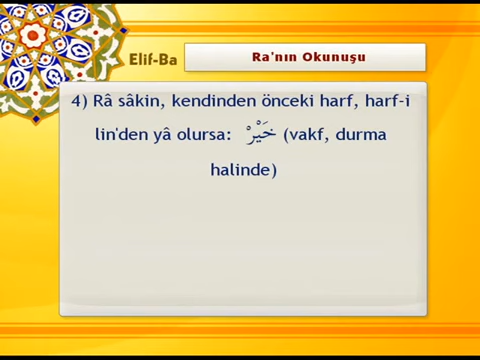 Elif-Ba
Ra'nın Okunuşu
4) Râ sâkin, kendinden önceki harf, harf-i
lin'den yâ olursa: خَيْرْ (vakf, durma
halinde)